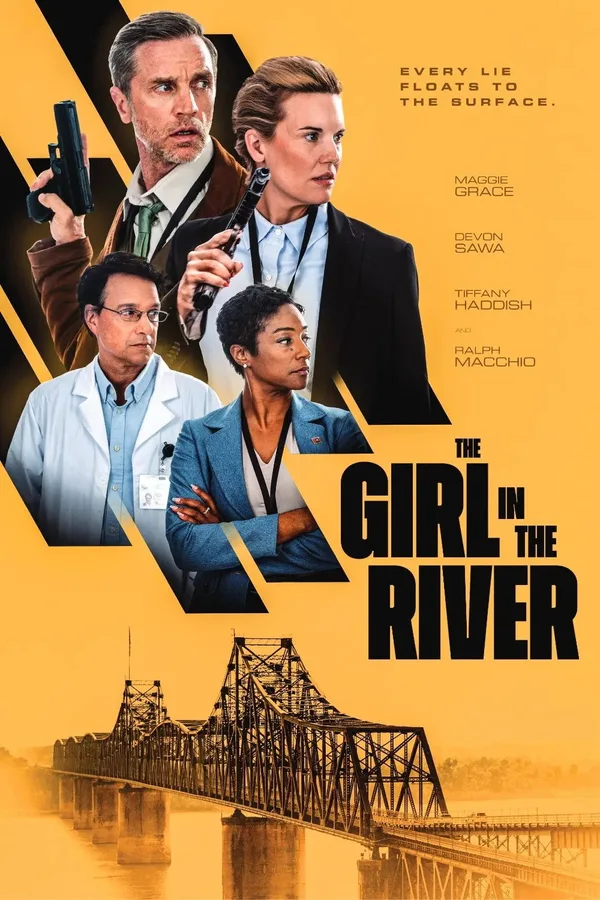 EVERY LIE
FLOATS TO
THE SURFACE.
MAGGIE
GRACE
DEVON
SAWA
TIFFANY
HADDISH
AND
RALPH
MACCHIO
THE
GIRL IN
THE
RIVER